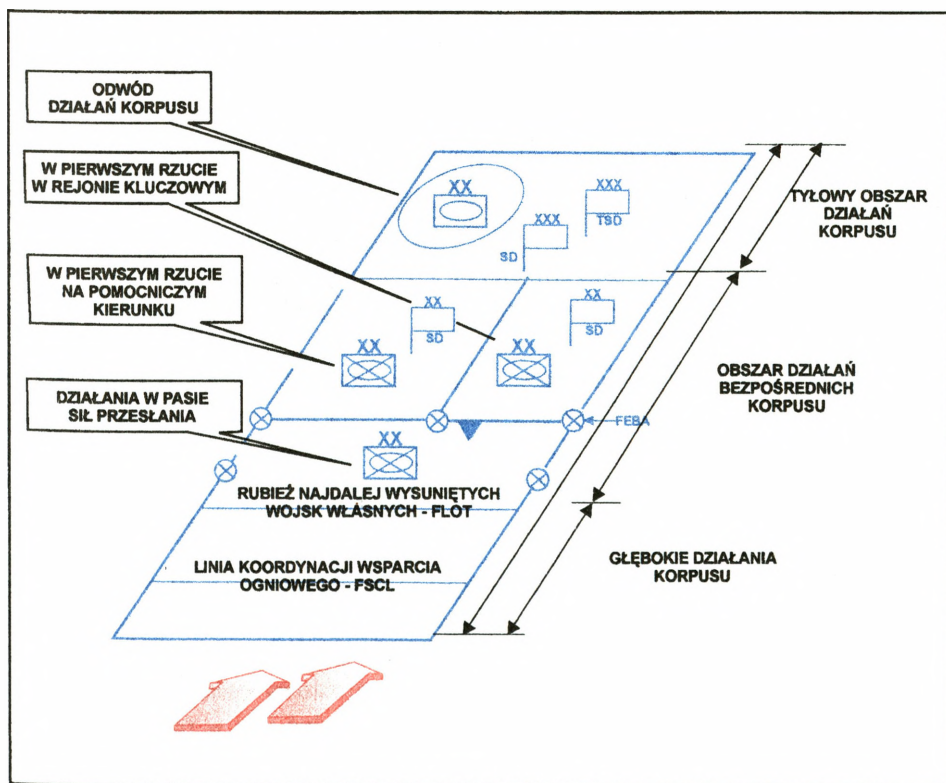 ODWÓD
DZIAŁAŃ KORPUSU
W PIERWSZYM RZUCIE
W REJONIE KLUCZOWYM
W PIERWSZYM RZUCIE
NA POMOCNICZYM
KIERUNKU
DZIAŁANIA W PASIE
SIŁ PRZESŁANIA
XX
XXX
TSD
XXX
SD
XX
SD
XX
SD
XX
XX
FEBA
XX
RUBIEŻ NAJDALEJ WYSUNIĘTYCH
WOJSK WŁASNYCH - FLOT
LINIA KOORDYNACJI WSPARCIA
OGNIOWEGO - FSCL
TYŁOWY OBSZAR
DZIAŁAŃ
KORPUSU
OBSZAR DZIAŁAŃ
BEZPOŚREDNICH
KORPUSU
GŁĘBOKIE DZIAŁANIA
KORPUSU